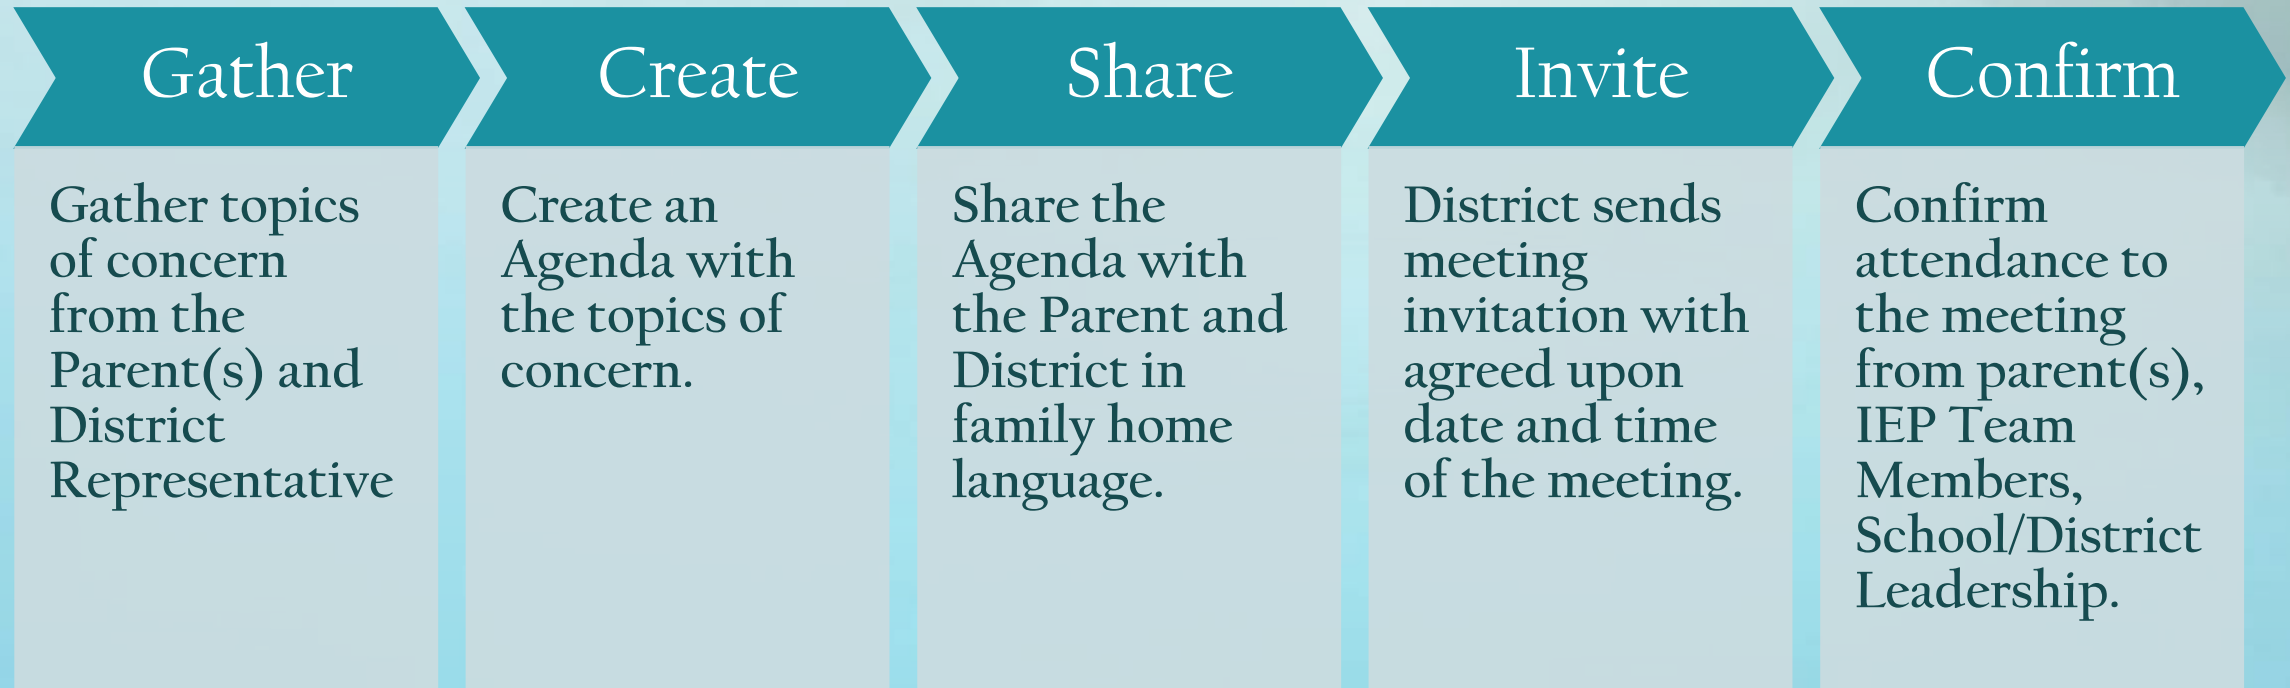 Gather
Gather topics
of concern
from the
Parent(s) and
District
Representative
Create
Create an
Agenda with
the topics of
concern.
Share
Share the
Agenda with
the Parent and
District in
family home
language.
Invite
District sends
meeting
invitation with
agreed upon
date and time
of the meeting.
Confirm
Confirm
attendance to
the meeting
from parent(s),
IEP Team
Members,
School/District
Leadership.